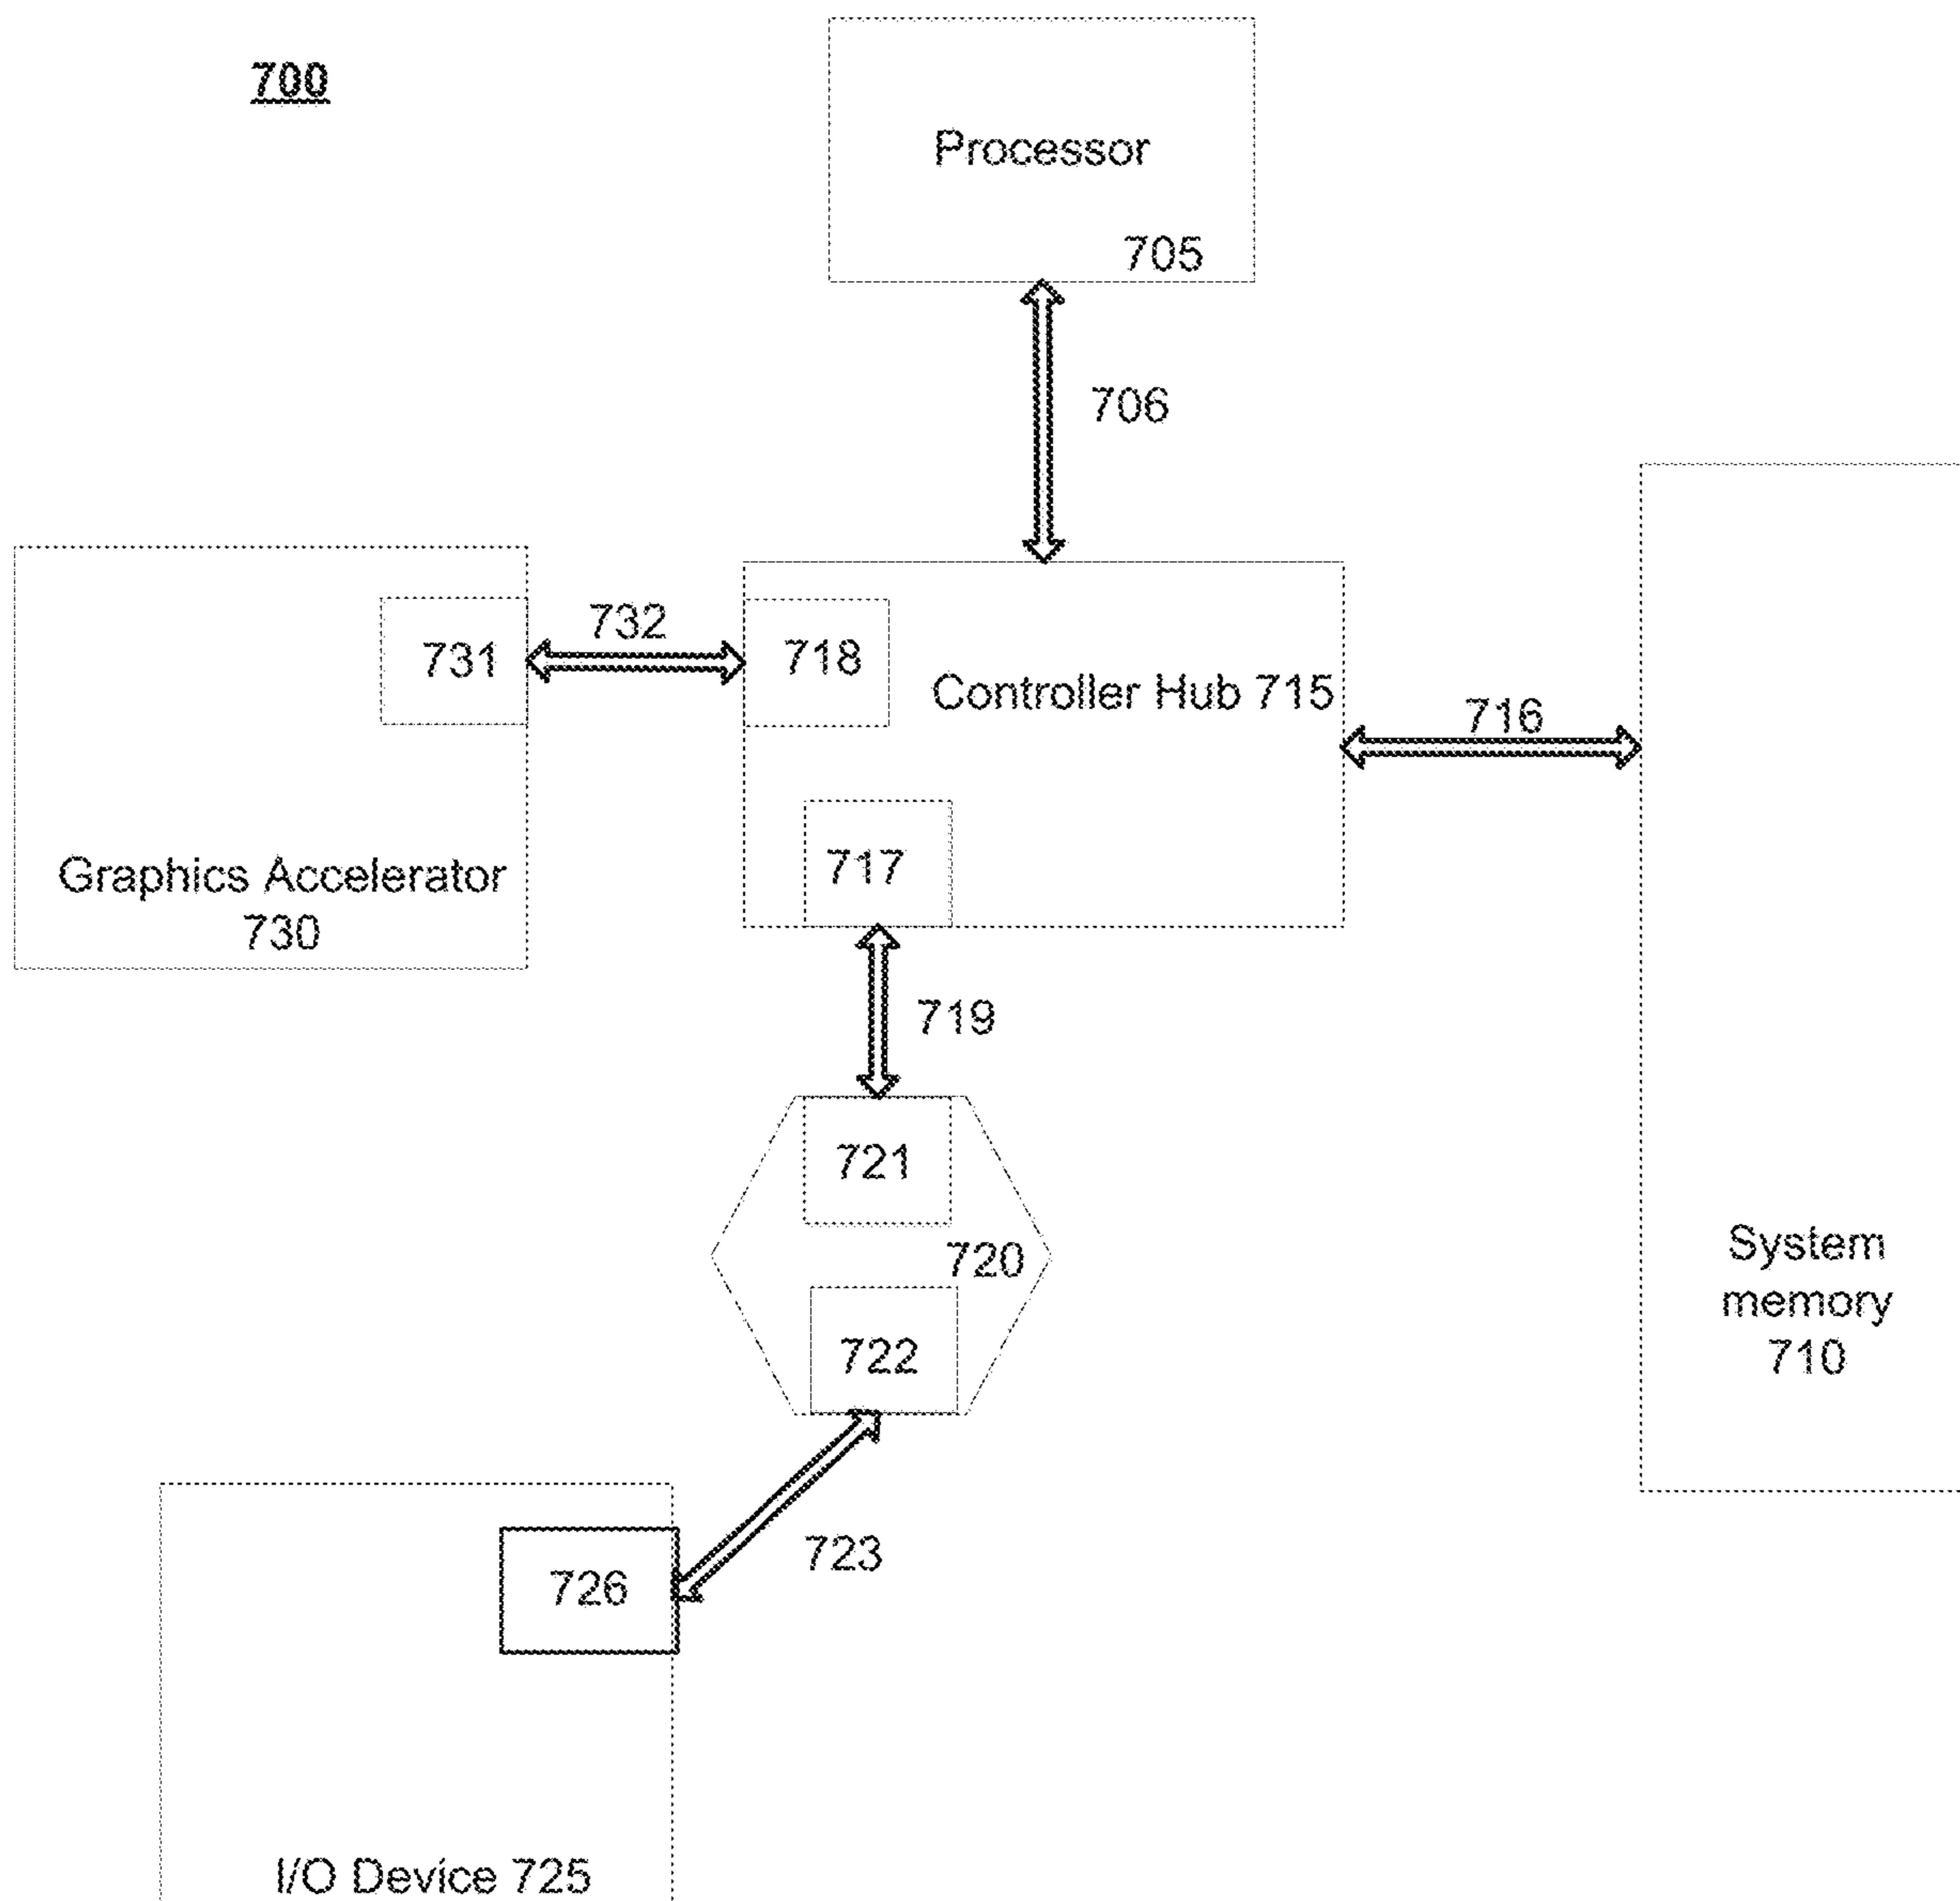 700
Processor
705
706
731
732
718
Controller Hub 715
716
717
Graphics Accelerator
730
719
721
720
722
System
memory
710
723
726
I/O Device 725